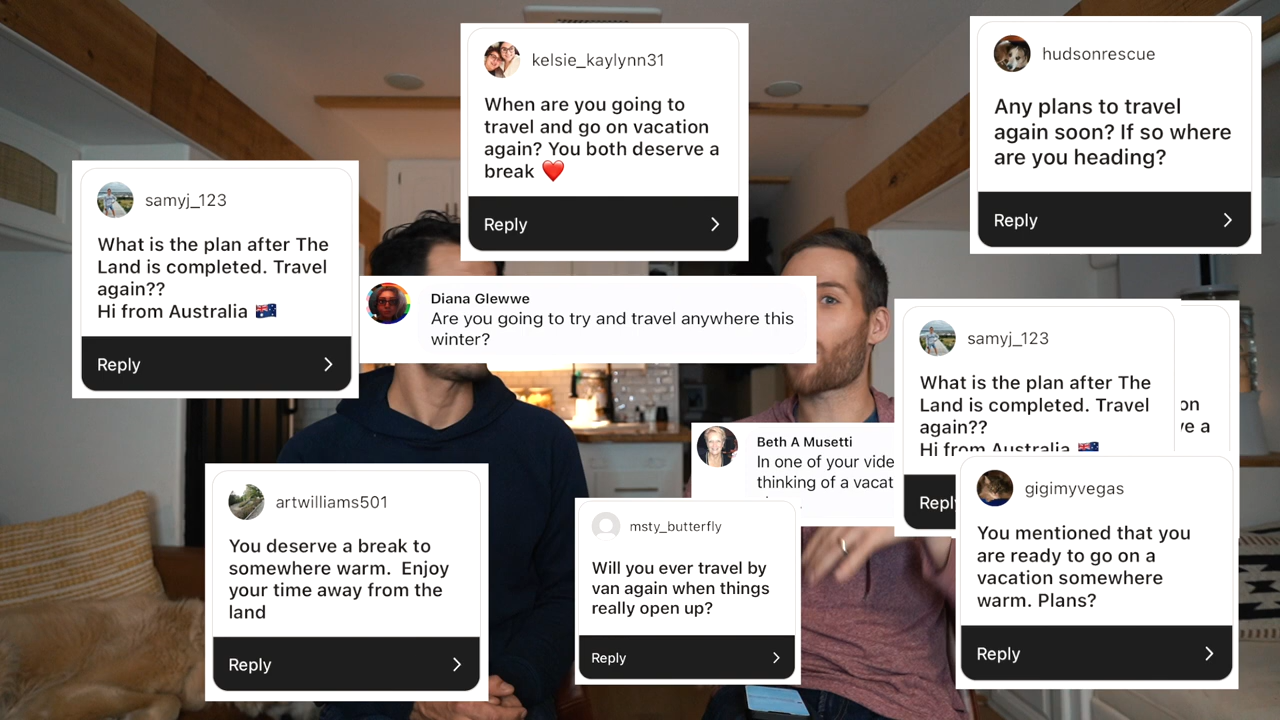 kelsie_kaylynn31
When are you going to
travel and go on vacation
again? You both deserve a
break ❤️
Reply
hudsonrescue
Any plans to travel
again soon? If so where
are you heading?
Reply
samyj_123
What is the plan after The
Land is completed. Travel
again??
Hi from Australia 🇦🇺
Reply
Diana Glewwe
Are you going to try and travel anywhere this
winter?
samyj_123
What is the plan after The
Land is completed. Travel
again??
Hi from Australia 🇦🇺
Reply
on
ve a
Beth A Musetti
In one of your vide
thinking of a vacat
artwilliams501
You deserve a break to
somewhere warm. Enjoy
your time away from the
land
Reply
msty_butterfly
Will you ever travel by
van again when things
really open up?
Reply
gigimyvegas
You mentioned that you
are ready to go on a
vacation somewhere
warm. Plans?
Reply